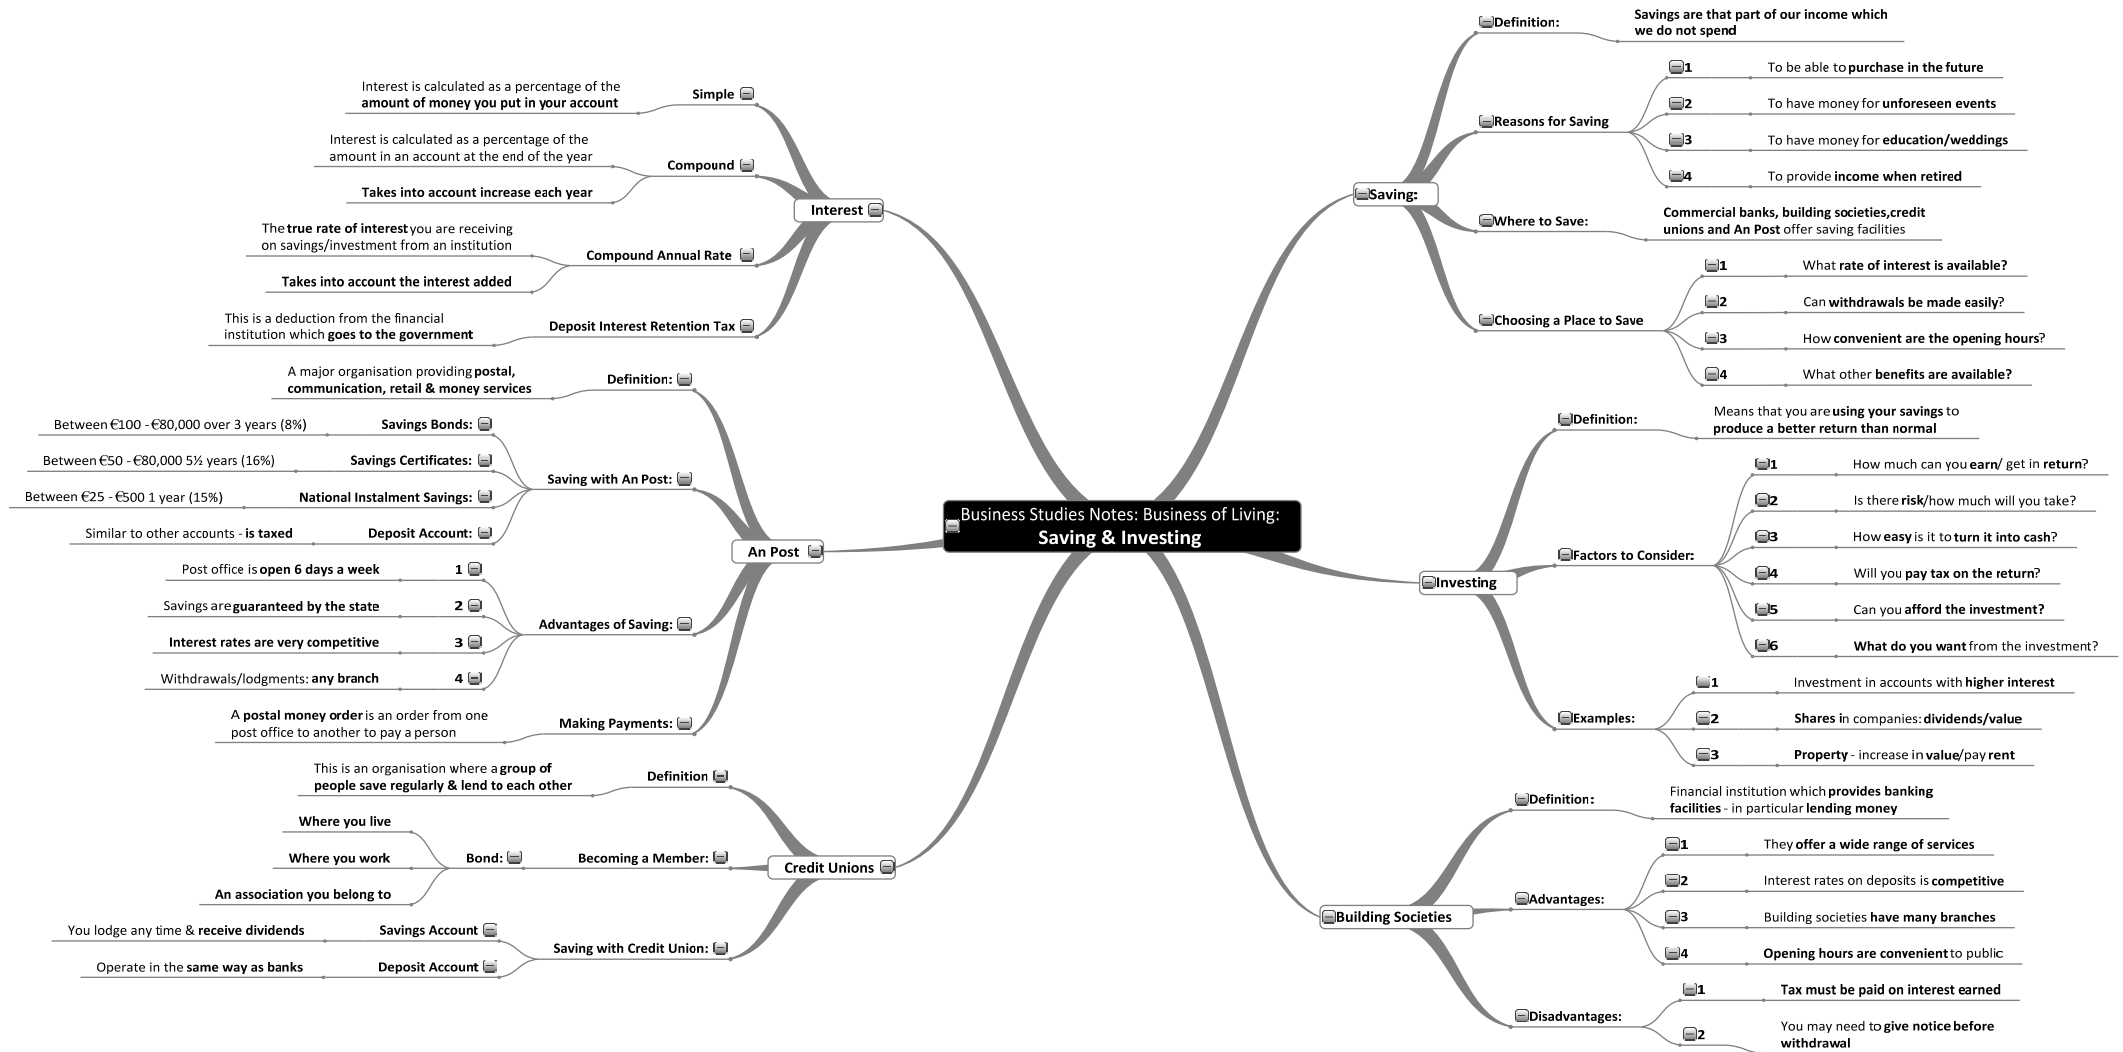 Business Studies Notes: Business of Living:
Saving & Investing
Saving:
Definition:
Savings are that part of our income which
we do not spend
Reasons for Saving
1
To be able to purchase in the future
2
To have money for unforeseen events
3
To have money for education/weddings
4
To provide income when retired
Where to Save:
Commercial banks, building societies,credit
unions and An Post offer saving facilities
Choosing a Place to Save
1
What rate of interest is available?
2
Can withdrawals be made easily?
3
How convenient are the opening hours?
4
What other benefits are available?
Investing
Definition:
Means that you are using your savings to
produce a better return than normal
Factors to Consider:
1
How much can you earn/ get in return?
2
Is there risk/how much will you take?
3
How easy is it to turn it into cash?
4
Will you pay tax on the return?
5
Can you afford the investment?
6
What do you want from the investment?
Examples:
1
Investment in accounts with higher interest
2
Shares in companies: dividends/value
3
Property - increase in value/pay rent
Building Societies
Definition:
Financial institution which provides banking
facilities - in particular lending money
Advantages:
1
They offer a wide range of services
2
Interest rates on deposits is competitive
3
Building societies have many branches
4
Opening hours are convenient to public
Disadvantages:
1
Tax must be paid on interest earned
2
You may need to give notice before
withdrawal
Interest
Simple
Interest is calculated as a percentage of the
amount of money you put in your account
Compound
Interest is calculated as a percentage of the
amount in an account at the end of the year
Takes into account increase each year
Compound Annual Rate
The true rate of interest you are receiving
on savings/investment from an institution
Takes into account the interest added
Deposit Interest Retention Tax
This is a deduction from the financial
institution which goes to the government
An Post
Definition:
A major organisation providing postal,
communication, retail & money services
Saving with An Post:
Savings Bonds:
Between €100 - €80,000 over 3 years (8%)
Savings Certificates:
Between €50 - €80,000 5½ years (16%)
National Instalment Savings:
Between €25 - €500 1 year (15%)
Deposit Account:
Similar to other accounts - is taxed
Advantages of Saving:
1
Post office is open 6 days a week
2
Savings are guaranteed by the state
3
Interest rates are very competitive
4
Withdrawals/lodgments: any branch
Making Payments:
A postal money order is an order from one
post office to another to pay a person
Credit Unions
Definition
This is an organisation where a group of
people save regularly & lend to each other
Becoming a Member:
Bond:
Where you live
Where you work
An association you belong to
Saving with Credit Union:
Savings Account
You lodge any time & receive dividends
Deposit Account
Operate in the same way as banks